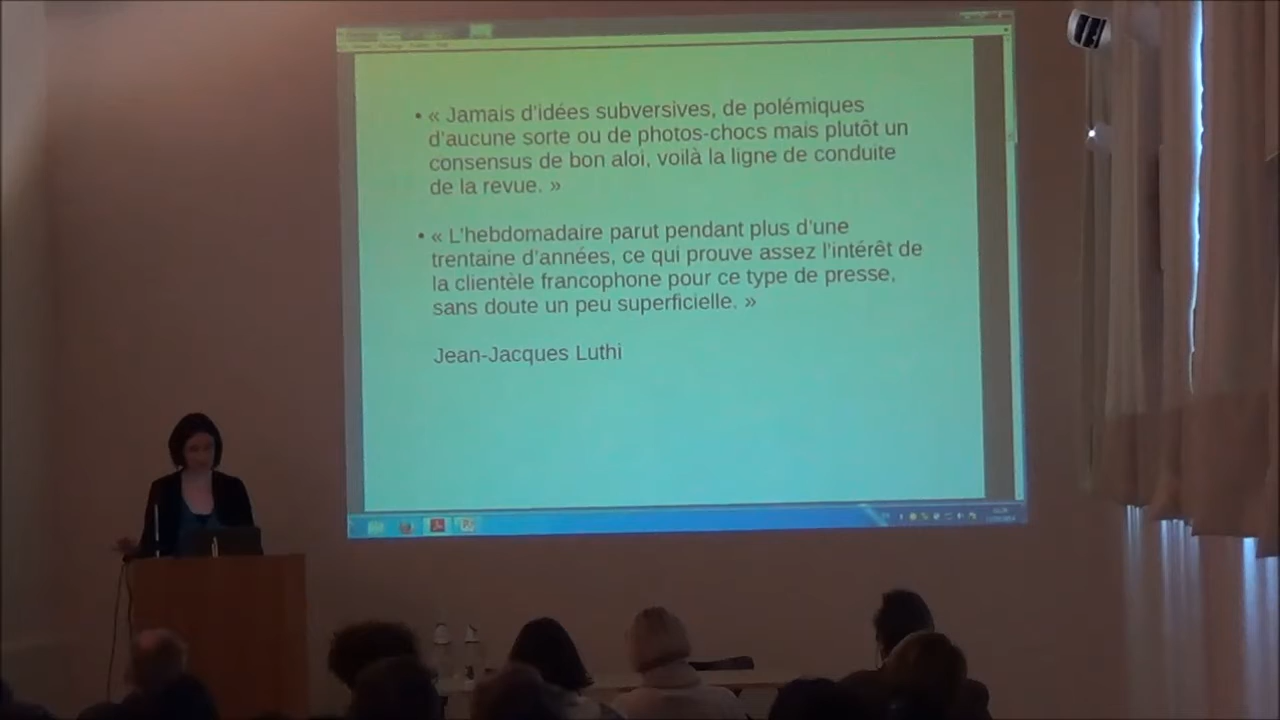 • « Jamais d'idées subversives, de polémiques
d'aucune sorte ou de photos-chocs mais plutôt un
consensus de bon aloi, voilà la ligne de conduite
de la revue. »
• « L'hebdomadaire parut pendant plus d'une
trentaine d'années, ce qui prouve assez l'intérêt de
la clientèle francophone pour ce type de presse,
sans doute un peu superficielle. »
Jean-Jacques Luthi